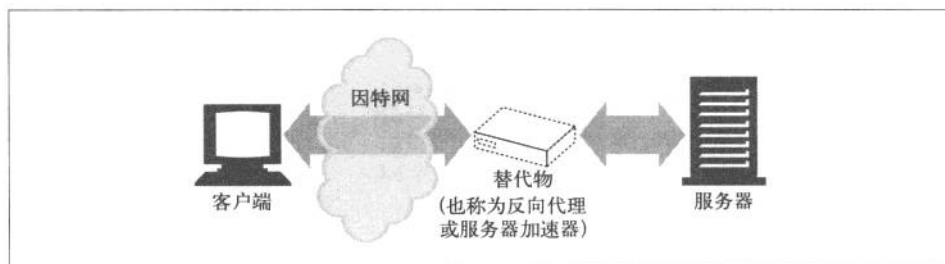 因特网
客户端
替代物
(也称为反向代理
或服务器加速器)
服务器